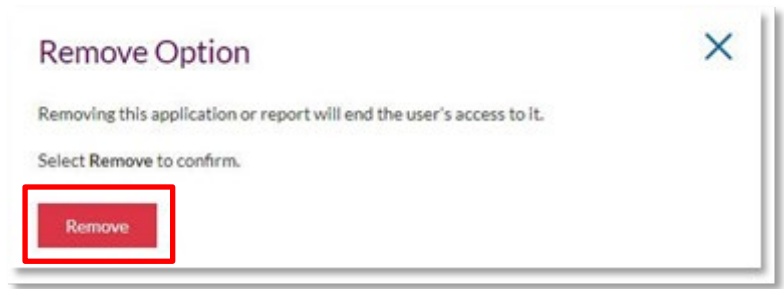 Remove Option
Removing this application or report will end the user's access to it.
Select Remove to confirm.
Remove